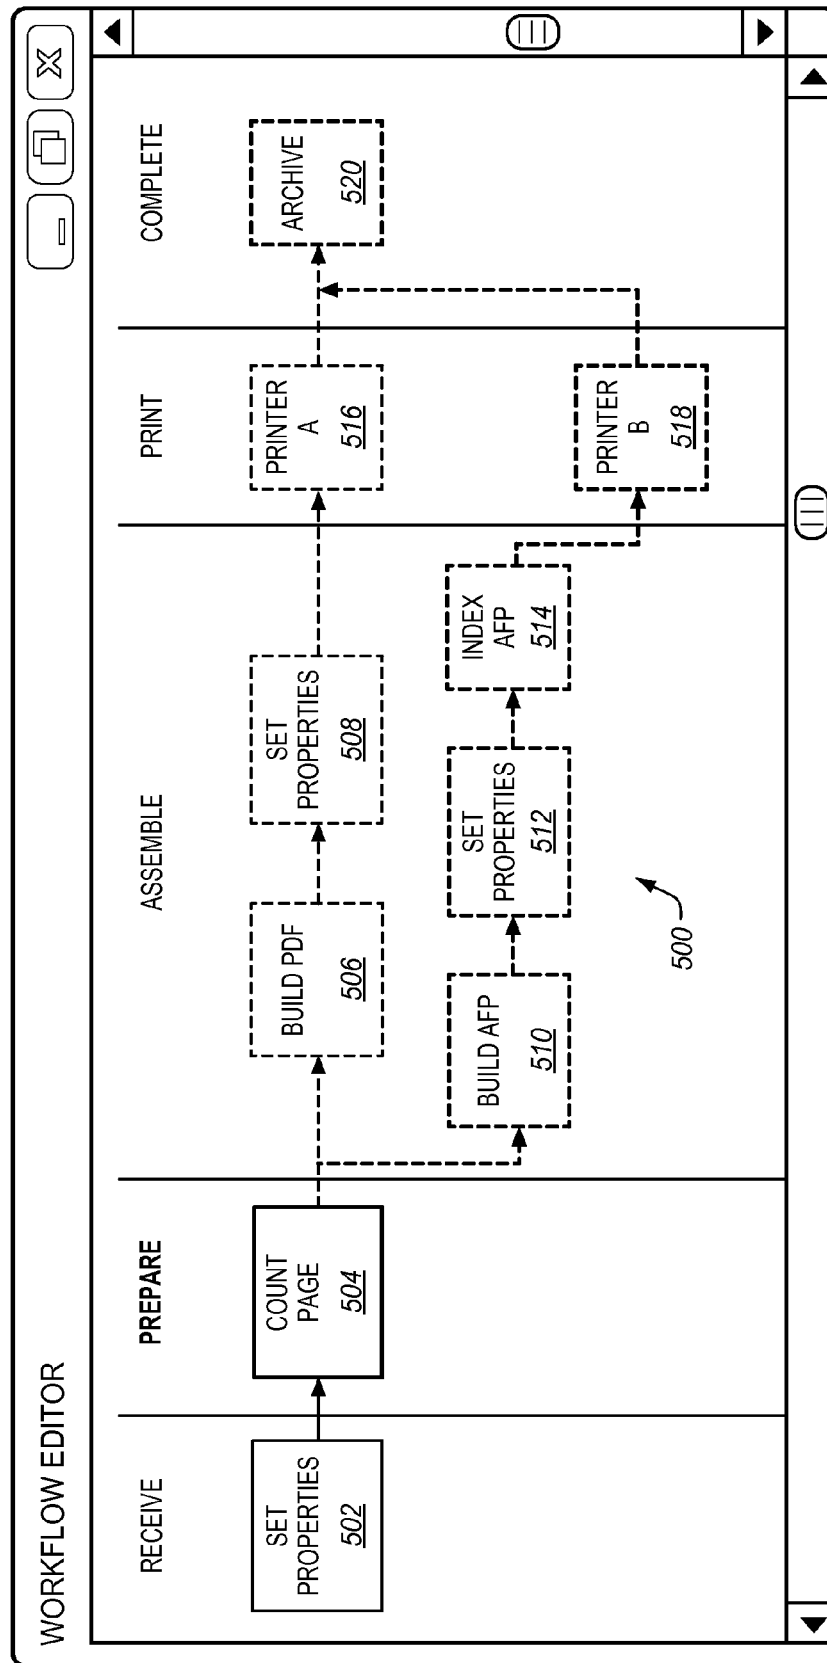 WORKFLOW EDITOR
RECEIVE
PREPARE
ASSEMBLE
PRINT
COMPLETE
SET
PROPERTIES
502
COUNT
PAGE
504
BUILD PDF
506
SET
PROPERTIES
508
PRINTER
A
516
ARCHIVE
520
BUILD AFP
510
SET
PROPERTIES
512
INDEX
AFP
514
PRINTER
B
518
500